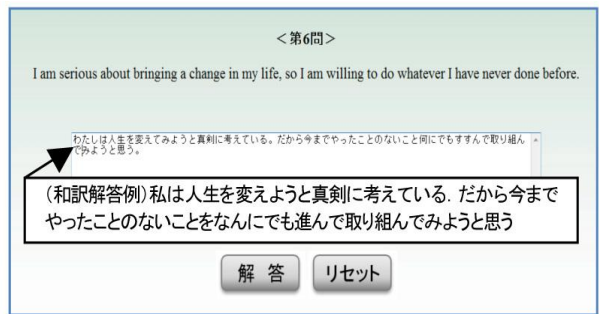 ＜第6問＞
I am serious about bringing a change in my life, so I am willing to do whatever I have never done before.
わたしは人生を変えてみようと真剣に考えている。だから今までやったことのないこと何にでもすすんで取り組ん
でみようと思う。
(和訳解答例)私は人生を変えようと真剣に考えている. だから今まで
やったことのないことをなんにでも進んで取り組んでみようと思う
解 答 リセット